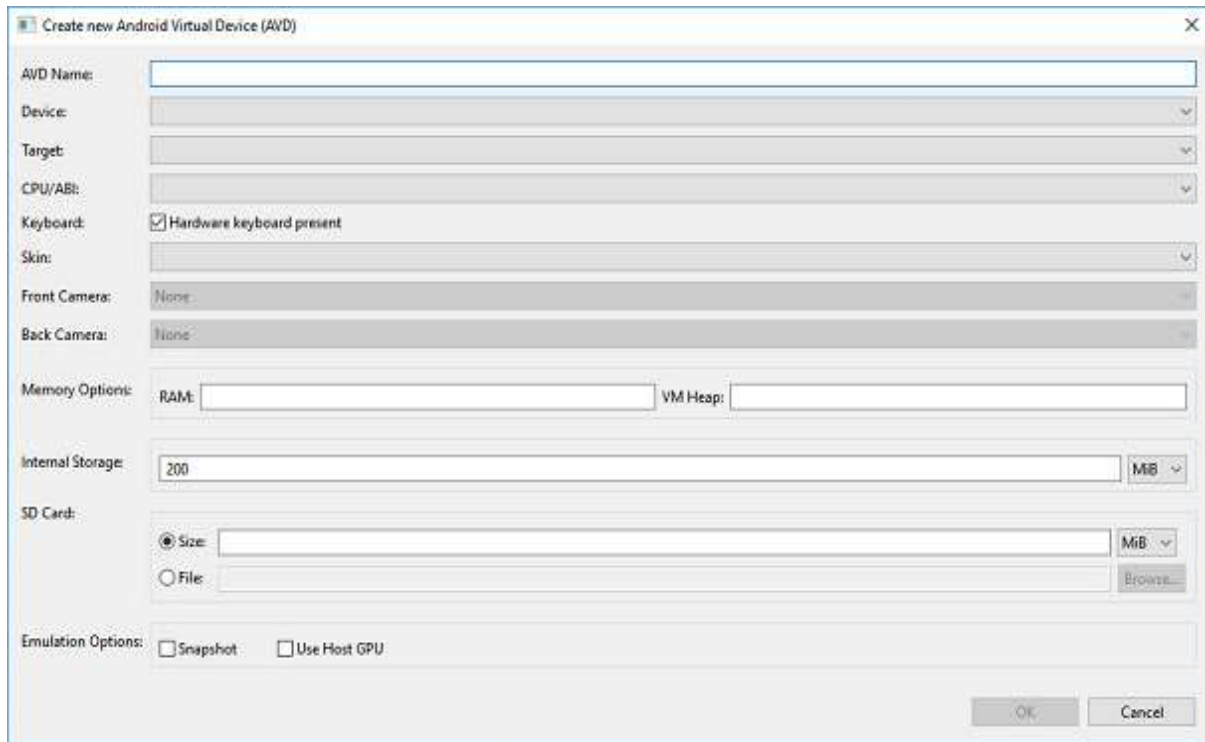 Create new Android Virtual Device (AVD)
AVD Name:
Device:
Target:
CPU/ABI:
Keyboard: Hardware keyboard present
Skin:
Front Camera: None
Back Camera: None
Memory Options: RAM: VM Heap:
Internal Storage: 200 MiB
SD Card:
Size: MiB
File: Browse...
Emulation Options: Snapshot Use Host GPU
OK Cancel